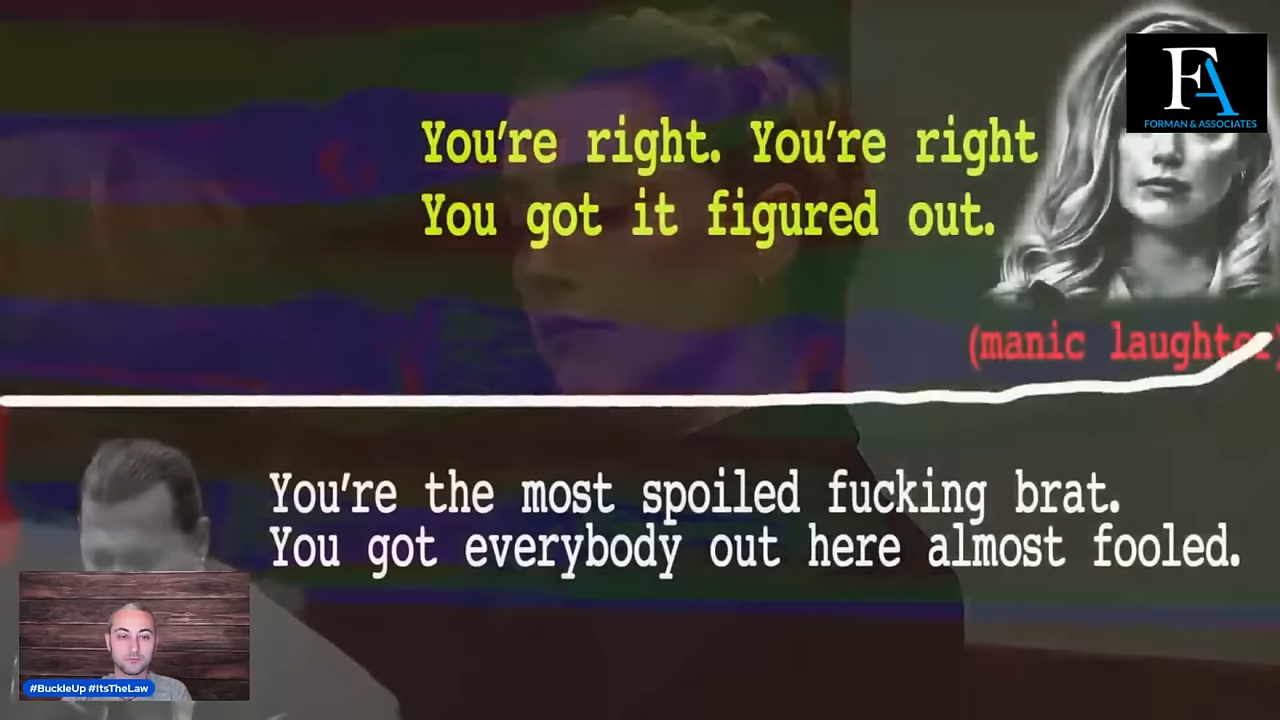 FA
FORMAN & ASSOCIATES
You're right. You're right
You got it figured out.
(manic laughter)
You're the most spoiled fucking brat.
You got everybody out here almost fooled.
#BuckleUp #ItsTheLaw